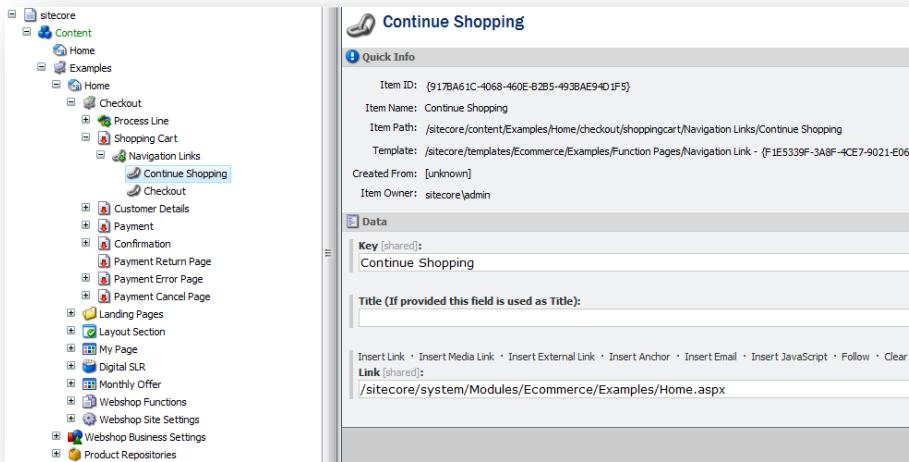 sitecore
Content
Home
Examples
Home
Checkout
Process Line
Shopping Cart
Navigation Links
Continue Shopping
Checkout
Customer Details
Payment
Confirmation
Payment Return Page
Payment Error Page
Payment Cancel Page
Landing Pages
Layout Section
My Page
Digital SLR
Monthly Offer
Webshop Functions
Webshop Site Settings
Webshop Business Settings
Product Repositories
Continue Shopping
Quick Info
Item ID: {917BA61C-4068-460E-B2B5-493BAE94D1F5}
Item Name: Continue Shopping
Item Path: /sitecore/content/Examples/Home/checkout/shoppingcart/Navigation Links/Continue Shopping
Template: /sitecore/templates/Ecommerce/Examples/Function Pages/Navigation Link - {F1E5339F-3A8F-4CE7-9021-E06
Created From: [unknown]
Item Owner: sitecore\admin
Data
Key [shared]:
Continue Shopping
Title (If provided this field is used as Title):
Insert Link · Insert Media Link · Insert External Link · Insert Anchor · Insert Email · Insert JavaScript · Follow · Clear
Link [shared]:
/sitecore/system/Modules/Ecommerce/Examples/Home.aspx